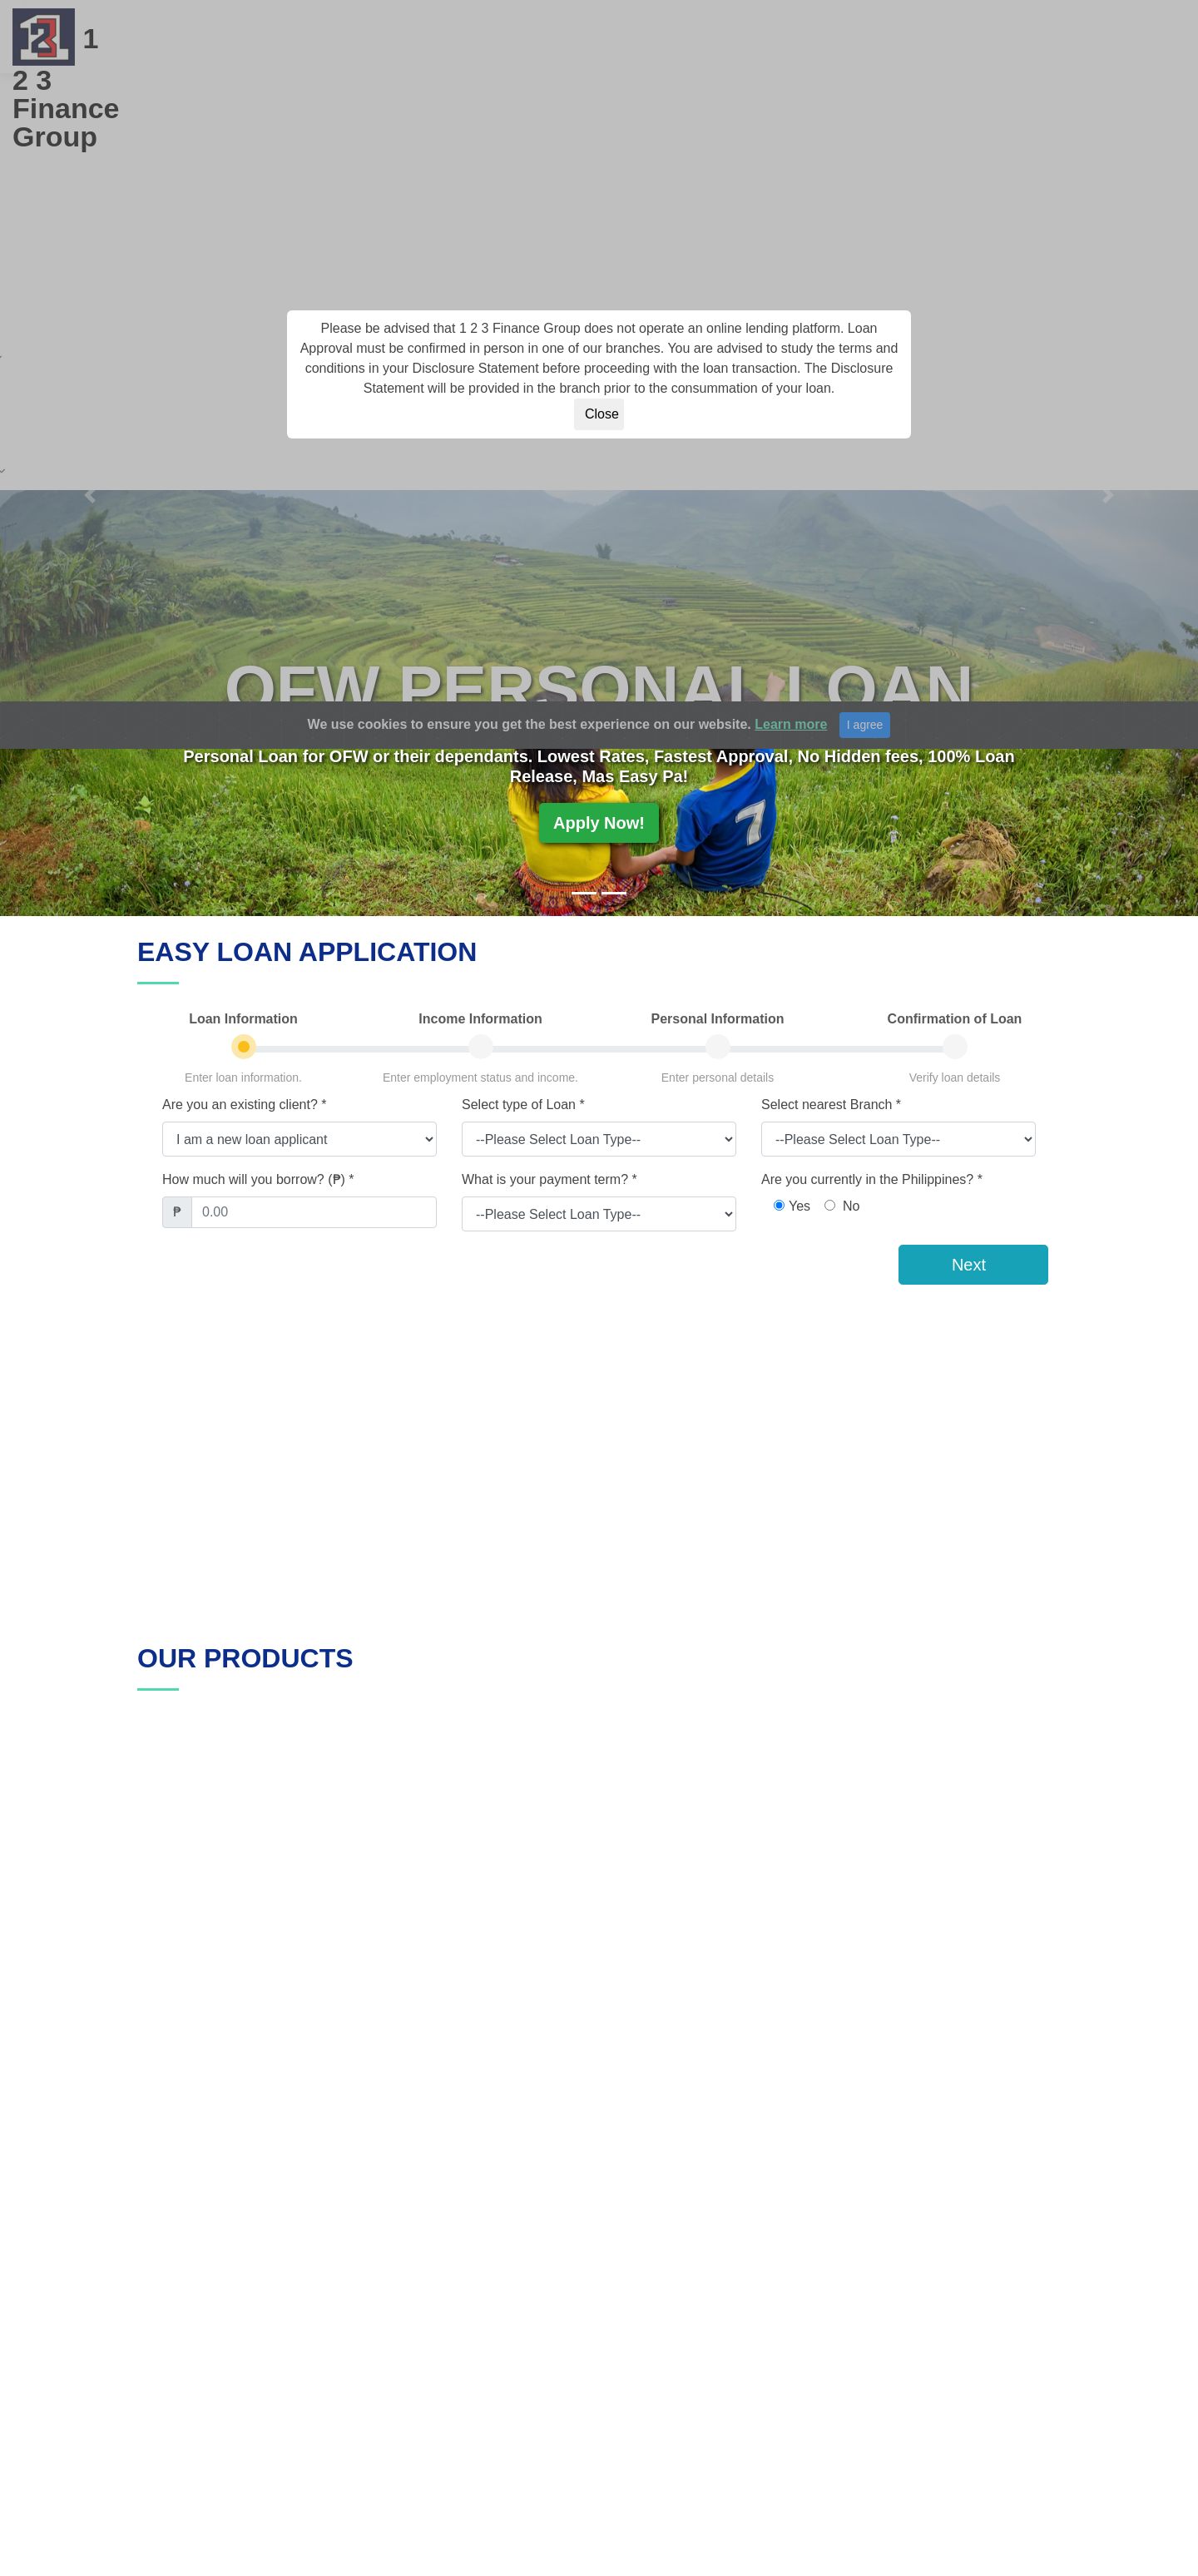 1
2 3
Finance
Group
Please be advised that 1 2 3 Finance Group does not operate an online lending platform. Loan
Approval must be confirmed in person in one of our branches. You are advised to study the terms and
conditions in your Disclosure Statement before proceeding with the loan transaction. The Disclosure
Statement will be provided in the branch prior to the consummation of your loan.
Close
OFW PERSONAL LOAN
We use cookies to ensure you get the best experience on our website. Learn more I agree
Personal Loan for OFW or their dependants. Lowest Rates, Fastest Approval, No Hidden fees, 100% Loan
Release, Mas Easy Pa!
7
Apply Now!
EASY LOAN APPLICATION
Loan Information Income Information Personal Information Confirmation of Loan
Enter loan information. Enter employment status and income. Enter personal details Verify loan details
Are you an existing client? * Select type of Loan * Select nearest Branch *
I am a new loan applicant --Please Select Loan Type-- --Please Select Loan Type--
How much will you borrow? (₱) * What is your payment term? * Are you currently in the Philippines? *
₱ 0.00 --Please Select Loan Type-- Yes No
Next
OUR PRODUCTS